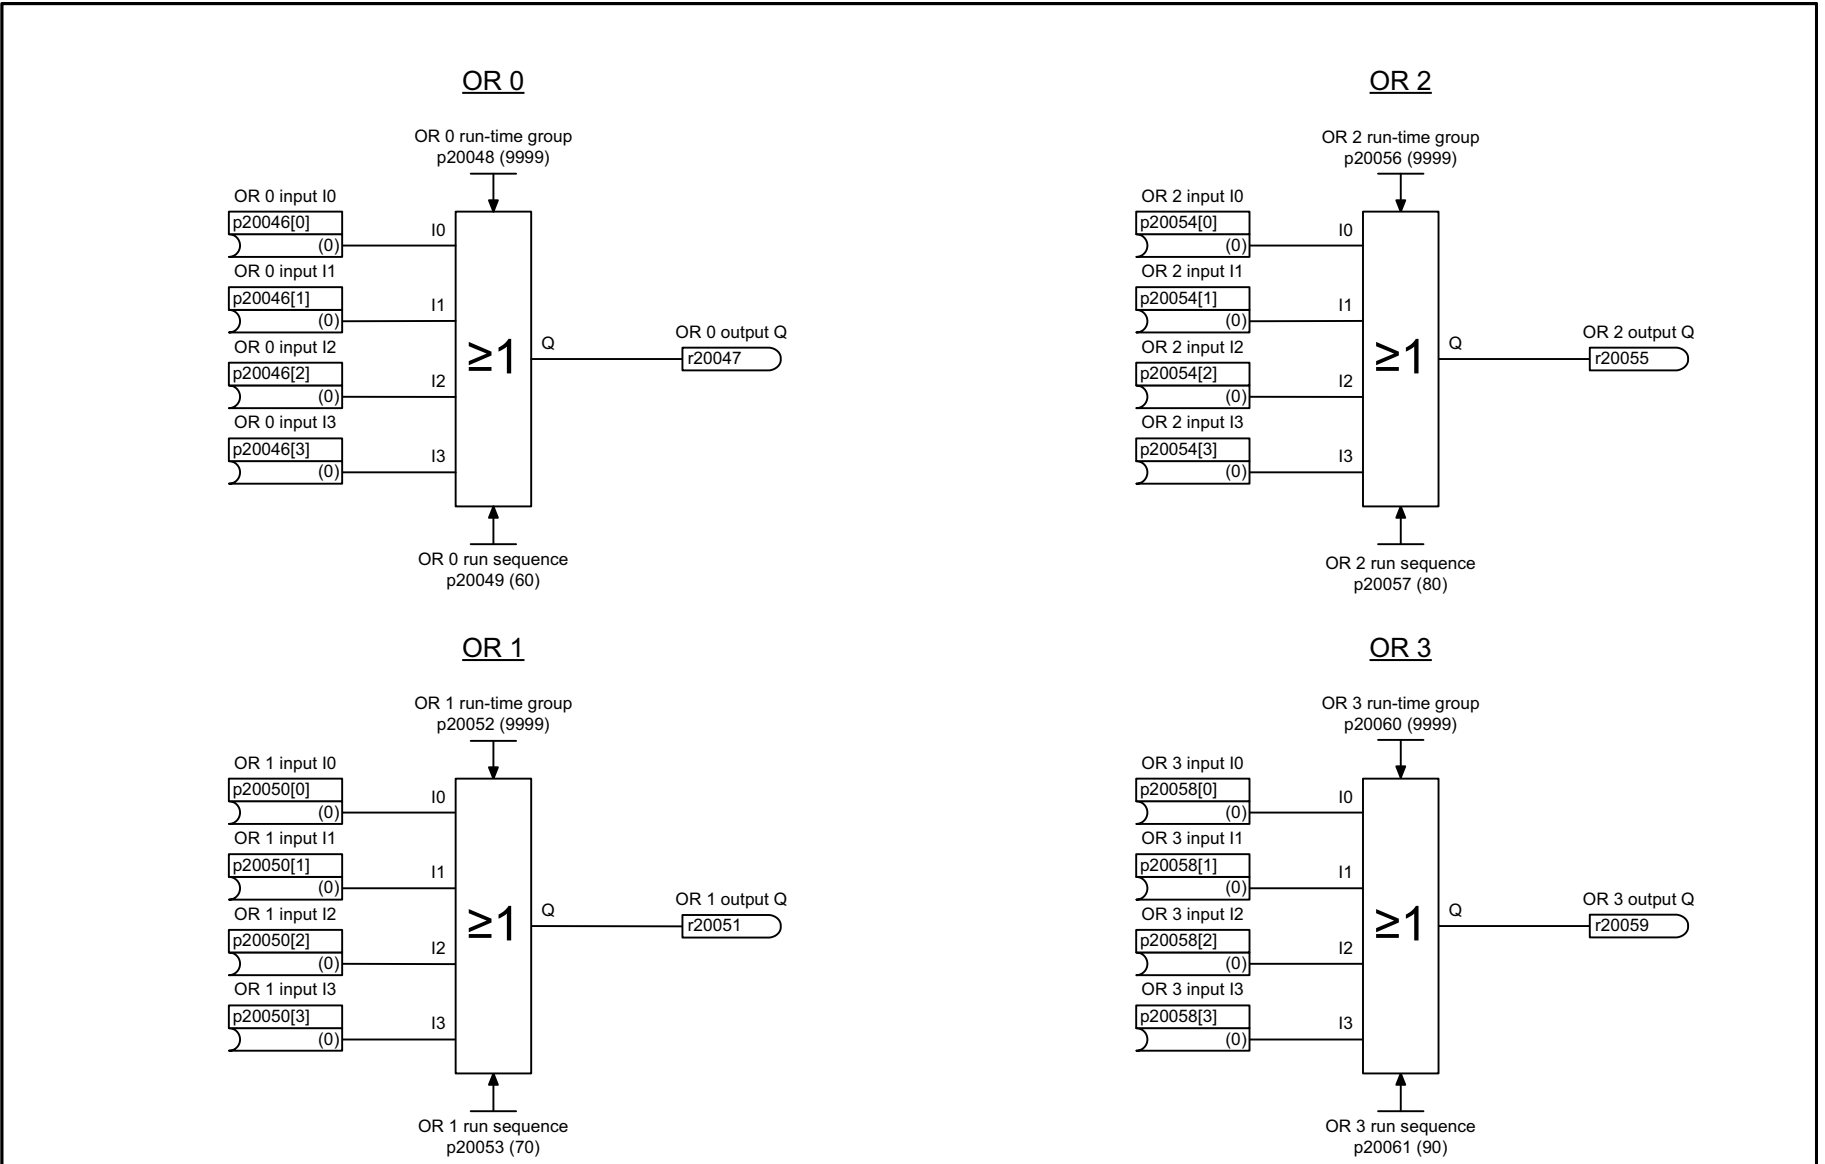 OR 0
OR 0 run-time group
p20048 (9999)
OR 0 input I0
p20046[0]
(0)
I0
OR 0 input I1
p20046[1]
(0)
I1
OR 0 input I2
p20046[2]
(0)
I2
OR 0 input I3
p20046[3]
(0)
I3
≥1
Q
OR 0 output Q
r20047
OR 0 run sequence
p20049 (60)
OR 2
OR 2 run-time group
p20056 (9999)
OR 2 input I0
p20054[0]
(0)
I0
OR 2 input I1
p20054[1]
(0)
I1
OR 2 input I2
p20054[2]
(0)
I2
OR 2 input I3
p20054[3]
(0)
I3
≥1
Q
OR 2 output Q
r20055
OR 2 run sequence
p20057 (80)
OR 1
OR 1 run-time group
p20052 (9999)
OR 1 input I0
p20050[0]
(0)
I0
OR 1 input I1
p20050[1]
(0)
I1
OR 1 input I2
p20050[2]
(0)
I2
OR 1 input I3
p20050[3]
(0)
I3
≥1
Q
OR 1 output Q
r20051
OR 1 run sequence
p20053 (70)
OR 3
OR 3 run-time group
p20060 (9999)
OR 3 input I0
p20058[0]
(0)
I0
OR 3 input I1
p20058[1]
(0)
I1
OR 3 input I2
p20058[2]
(0)
I2
OR 3 input I3
p20058[3]
(0)
I3
≥1
Q
OR 3 output Q
r20059
OR 3 run sequence
p20061 (90)